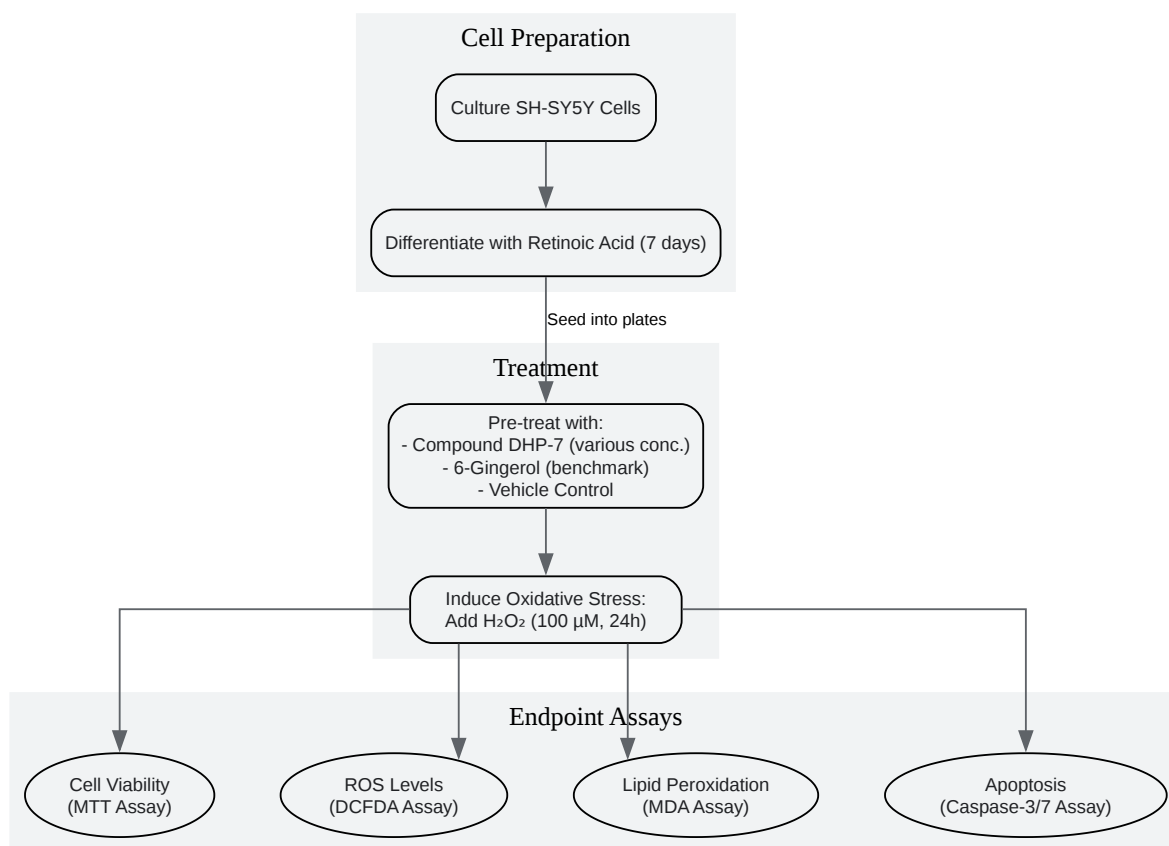 Cell Preparation
Culture SH-SY5Y Cells
Differentiate with Retinoic Acid (7 days)
Seed into plates
Treatment
Pre-treat with:
- Compound DHP-7 (various conc.)
- 6-Gingerol (benchmark)
- Vehicle Control
Induce Oxidative Stress:
Add H₂O₂ (100 µM, 24h)
Endpoint Assays
Cell Viability
(MTT Assay)
ROS Levels
(DCFDA Assay)
Lipid Peroxidation
(MDA Assay)
Apoptosis
(Caspase-3/7 Assay)